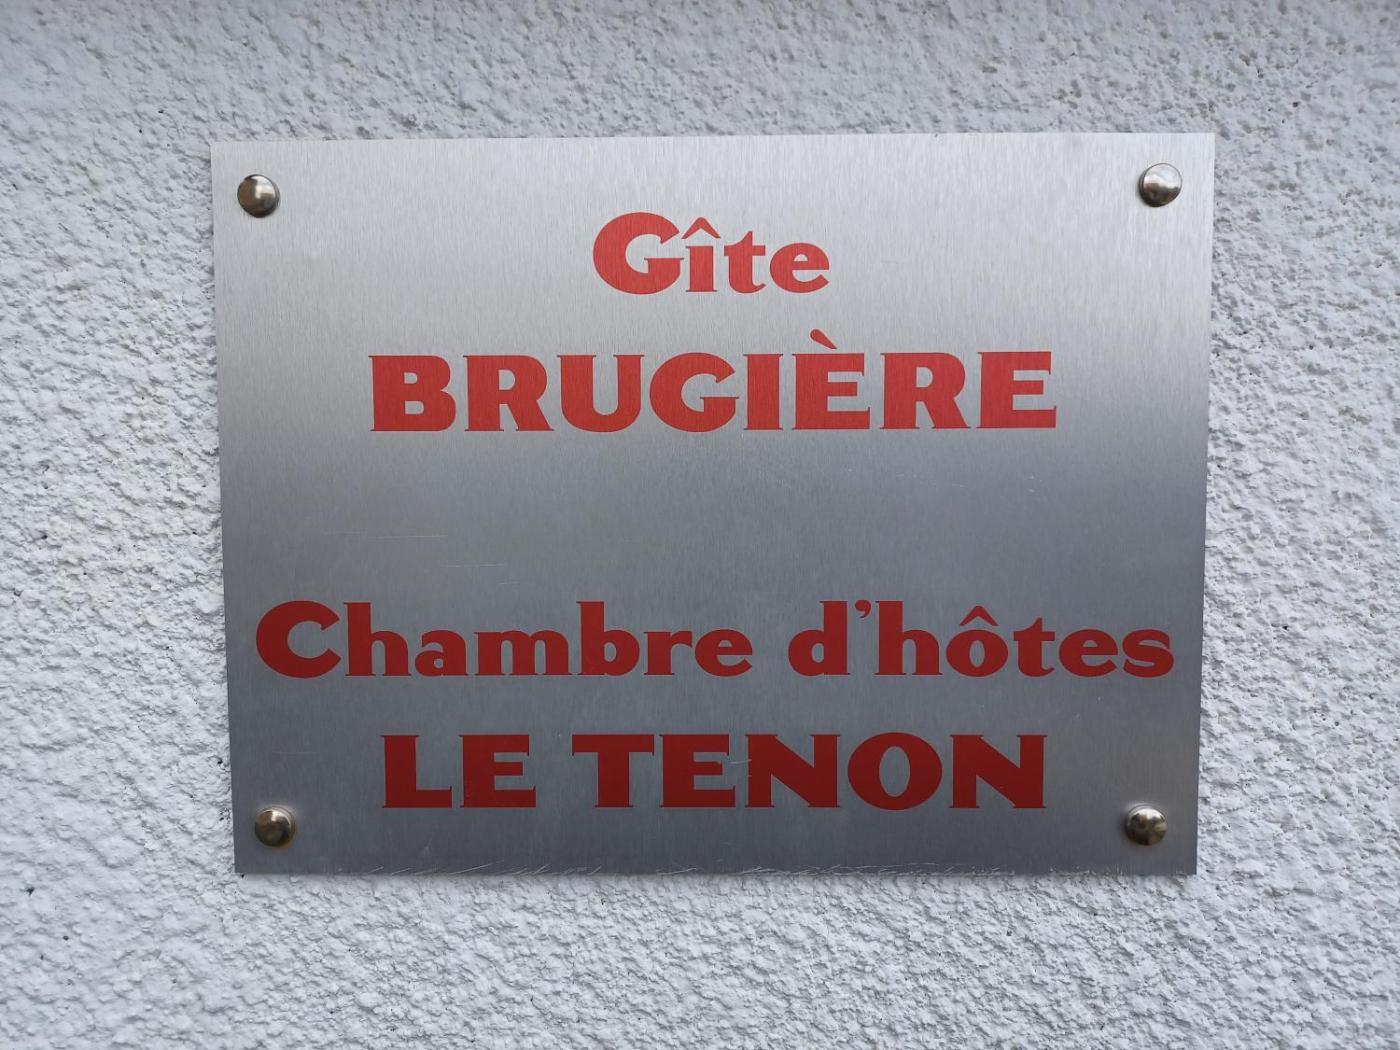 Gîte
BRUGIÈRE
Chambre d'hôtes
LE TENON